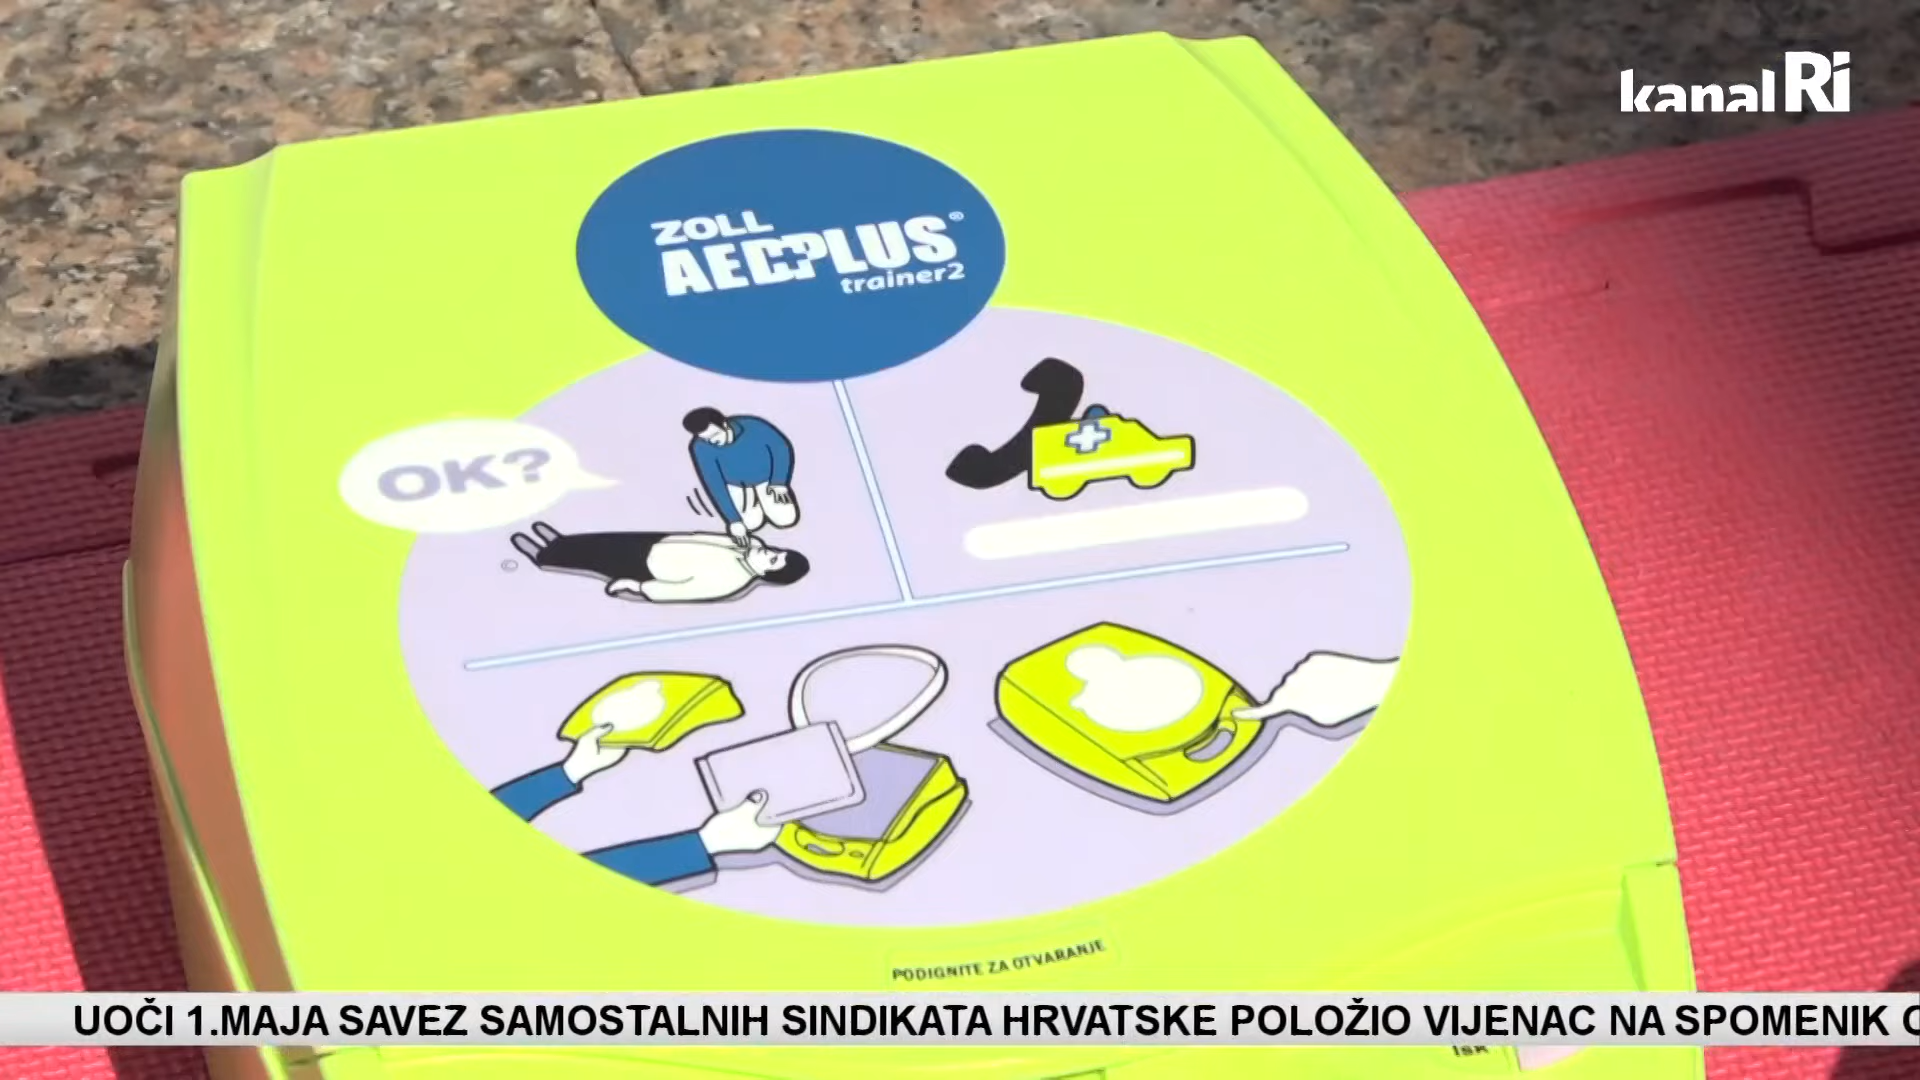 kanal Ri
ZOLL
AED PLUS®
trainer2
OK?
©
PODIGNITE ZA OTVARANJE
UOČI 1.MAJA SAVEZ SAMOSTALNIH SINDIKATA HRVATSKE POLOŽIO VIJENAC NA SPOMENIK